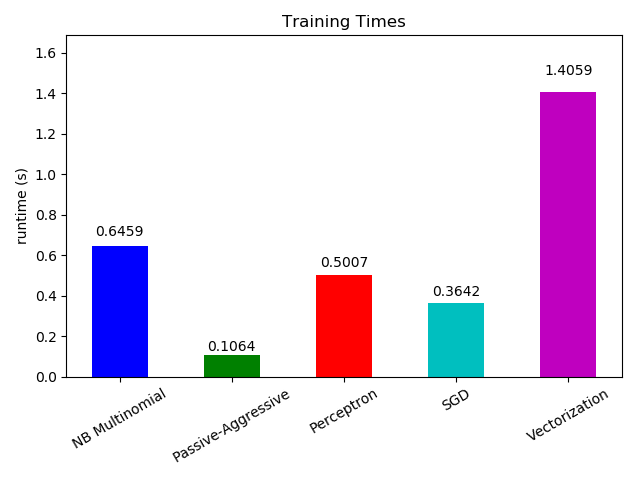 Training Times
runtime (s)
1.6
1.4
1.2
1.0
0.8
0.6
0.4
0.2
0.0
0.6459
0.1064
0.5007
0.3642
1.4059
NB Multinomial
Passive-Aggressive
Perceptron
SGD
Vectorization